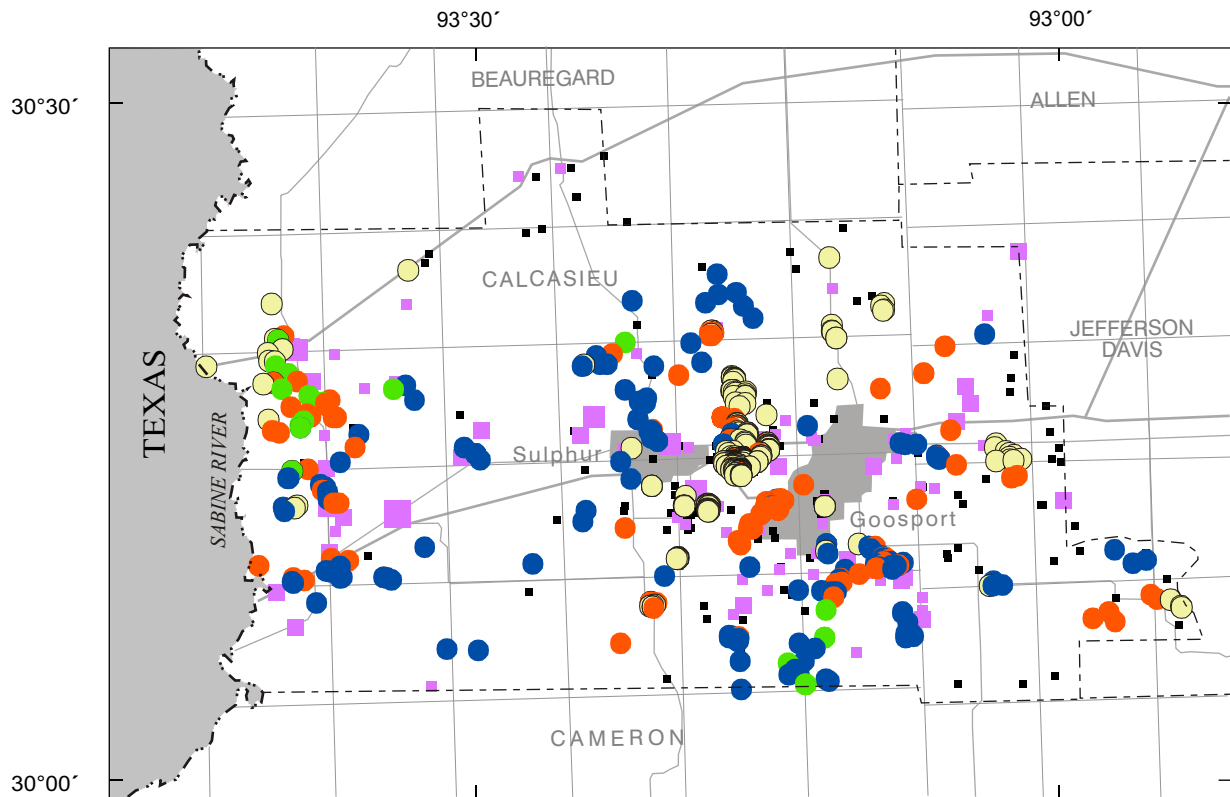 93°30´
93°00´
30°30´
BEAUREGARD
ALLEN
CALCASIEU
JEFFERSON
DAVIS
TEXAS
SABINE RIVER
Sulphur
Goosport
CAMERON
30°00´